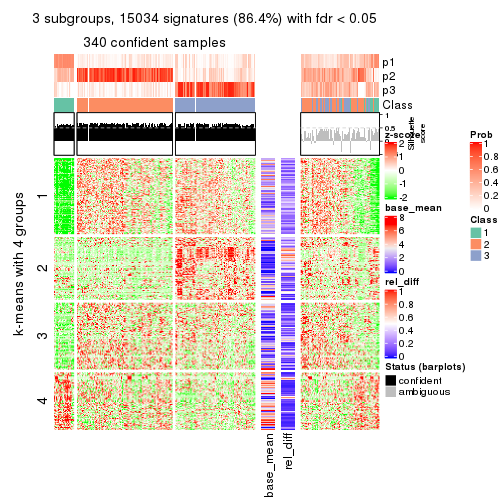 3 subgroups, 15034 signatures (86.4%) with fdr < 0.05
340 confident samples
p1
p2
p3
Class
1
0.5
0
Silhouette
score
k-means with 4 groups
1
2
3
4
base_mean
rel_diff
z-score
2
1
0
-1
-2
base_mean
8
6
4
2
0
rel_diff
1
0.8
0.6
0.4
0.2
0
Status (barplots)
confident
ambiguous
Prob
1
0.8
0.6
0.4
0.2
0
Class
1
2
3